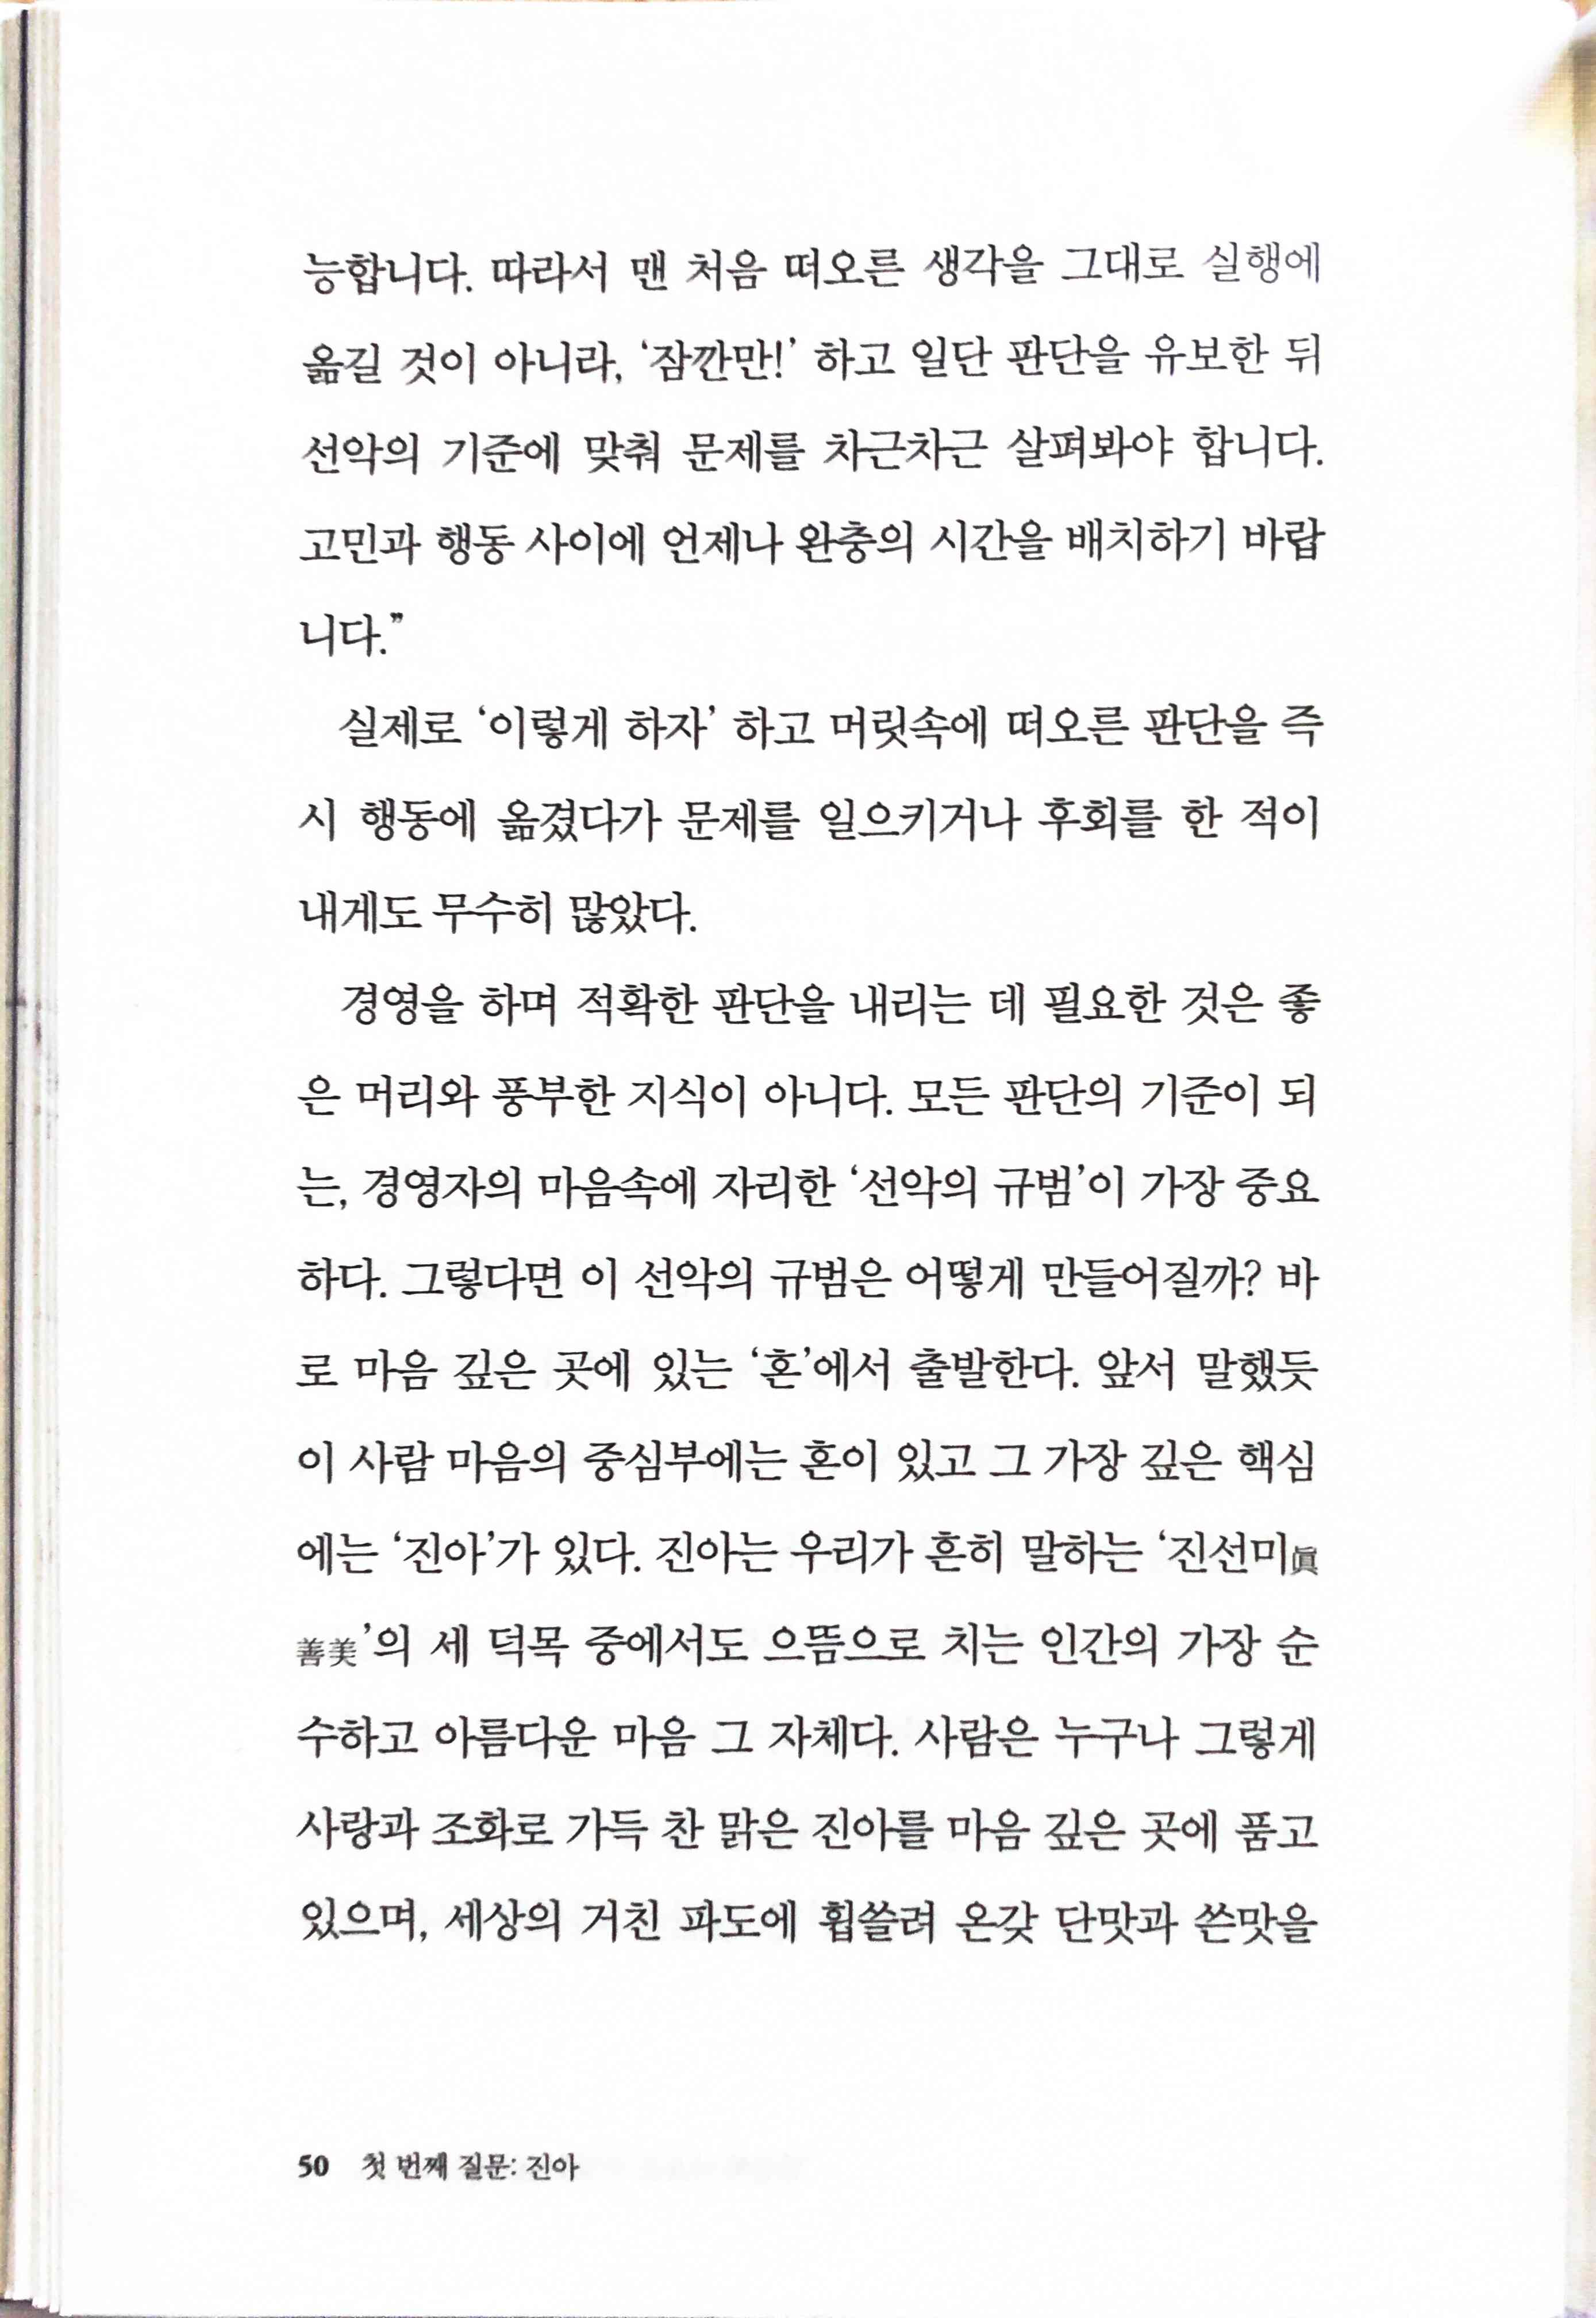 능합니다. 따라서 맨 처음 떠오른 생각을 그대로 실행에
옮길 것이 아니라, ‘잠깐만!’ 하고 일단 판단을 유보한 뒤
선악의 기준에 맞춰 문제를 차근차근 살펴봐야 합니다.
고민과 행동 사이에 언제나 완충의 시간을 배치하기 바랍
니다.”
실제로 ‘이렇게 하자’ 하고 머릿속에 떠오른 판단을 즉
시 행동에 옮겼다가 문제를 일으키거나 후회를 한 적이
내게도 무수히 많았다.
경영을 하며 적확한 판단을 내리는 데 필요한 것은 좋
은 머리와 풍부한 지식이 아니다. 모든 판단의 기준이 되
는, 경영자의 마음속에 자리한 ‘선악의 규범’이 가장 중요
하다. 그렇다면 이 선악의 규범은 어떻게 만들어질까? 바
로 마음 깊은 곳에 있는 ‘혼’에서 출발한다. 앞서 말했듯
이 사람 마음의 중심부에는 혼이 있고 그 가장 깊은 핵심
에는 ‘진아’가 있다. 진아는 우리가 흔히 말하는 ‘진선미眞
善美’의 세 덕목 중에서도 으뜸으로 치는 인간의 가장 순
수하고 아름다운 마음 그 자체다. 사람은 누구나 그렇게
사랑과 조화로 가득 찬 맑은 진아를 마음 깊은 곳에 품고
있으며, 세상의 거친 파도에 휩쓸려 온갖 단맛과 쓴맛을
50 첫 번째 질문: 진아